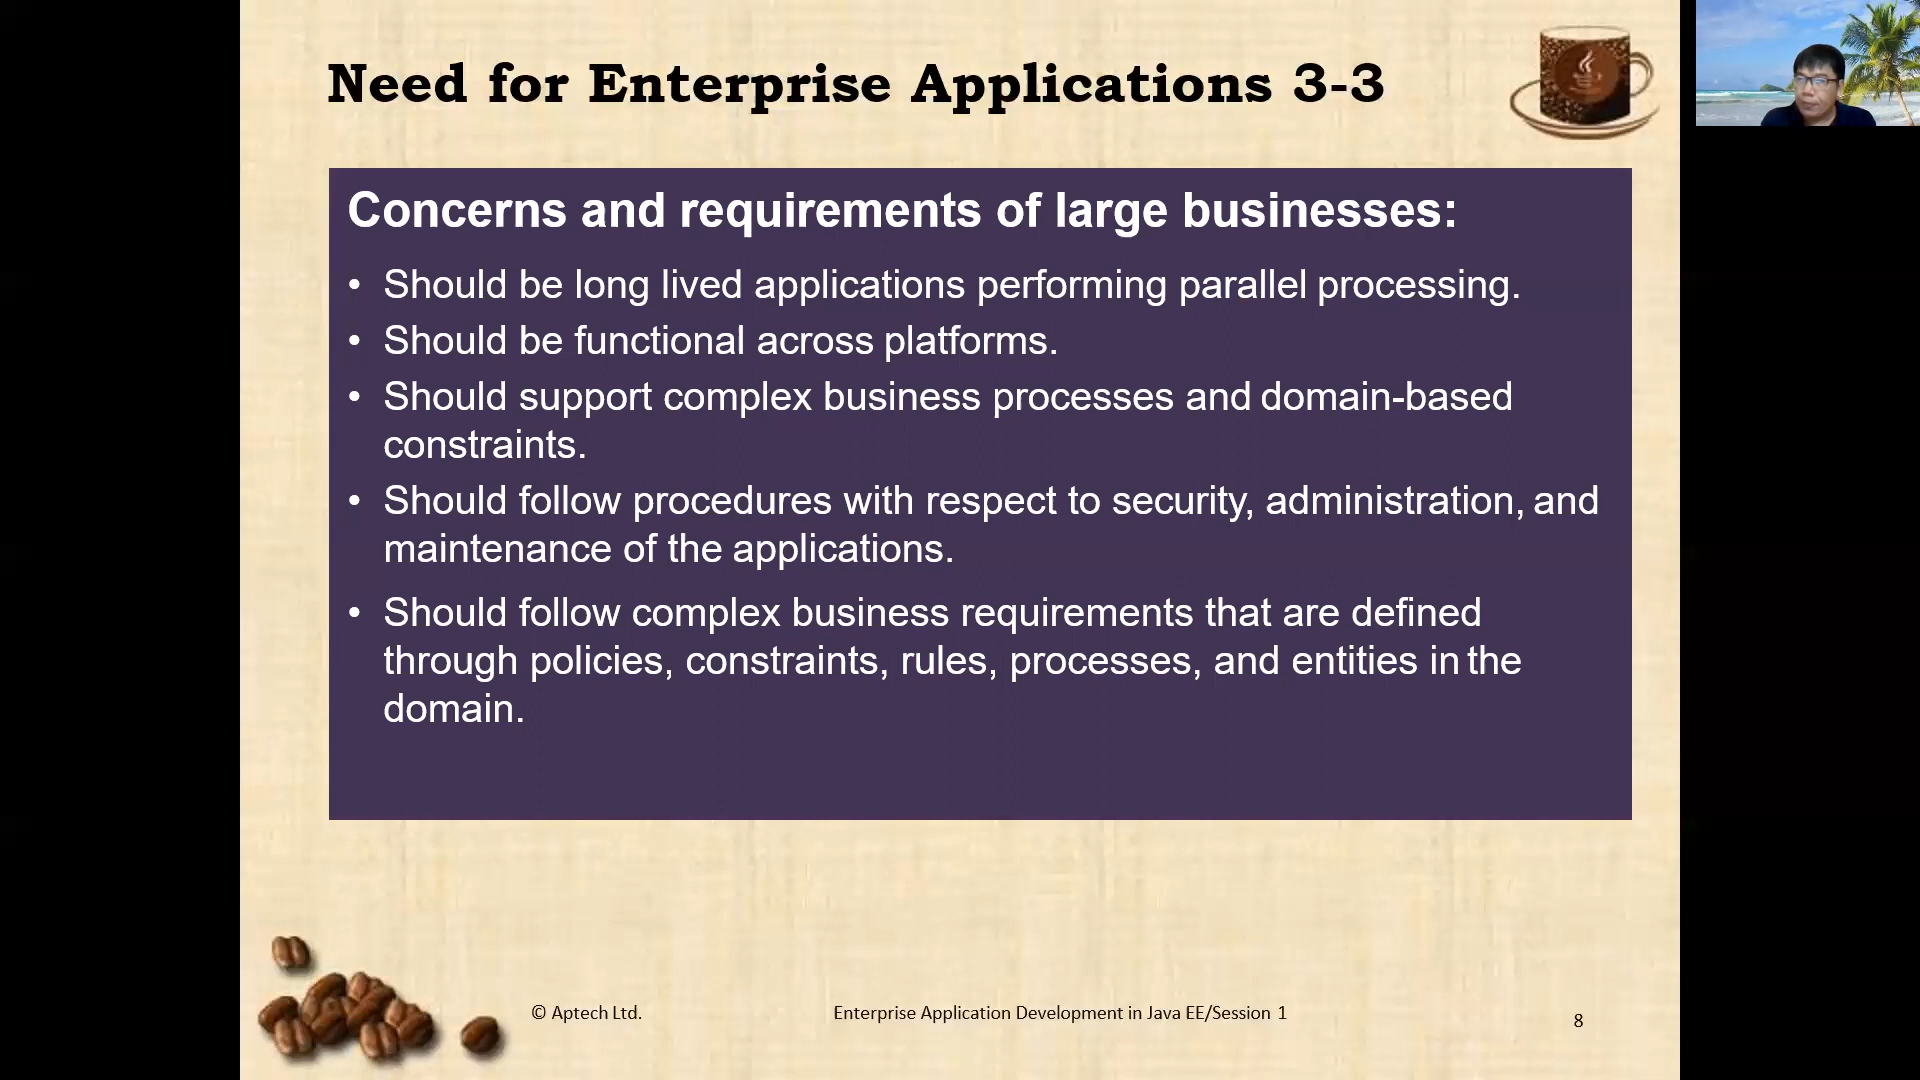 Need for Enterprise Applications 3-3
Concerns and requirements of large businesses:
• Should be long lived applications performing parallel processing.
• Should be functional across platforms.
• Should support complex business processes and domain-based
constraints.
• Should follow procedures with respect to security, administration, and
maintenance of the applications.
• Should follow complex business requirements that are defined
through policies, constraints, rules, processes, and entities in the
domain.
© Aptech Ltd.
Enterprise Application Development in Java EE/Session 1
8